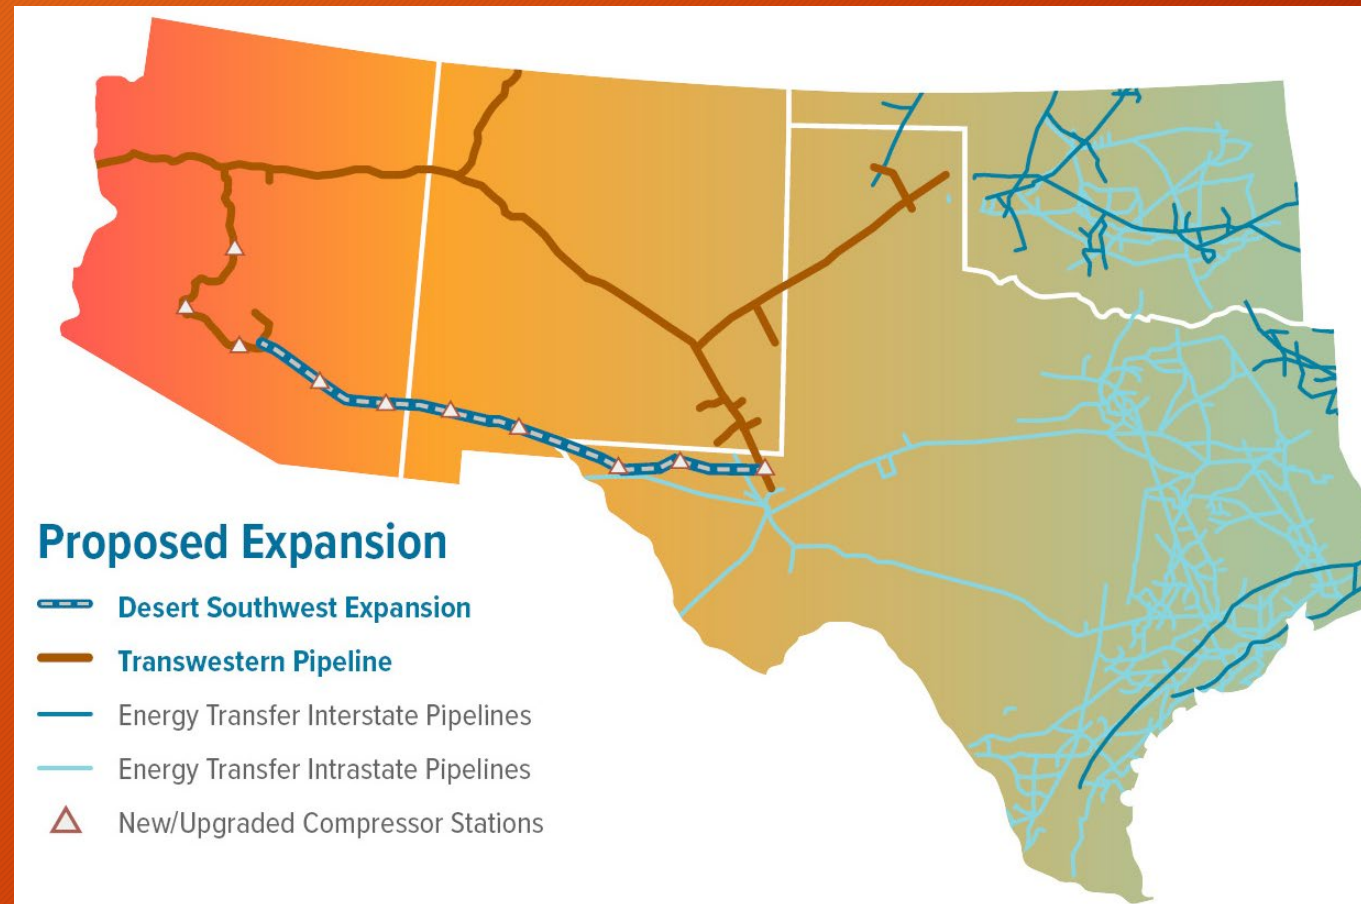 Proposed Expansion
Desert Southwest Expansion
Transwestern Pipeline
Energy Transfer Interstate Pipelines
Energy Transfer Intrastate Pipelines
New/Upgraded Compressor Stations